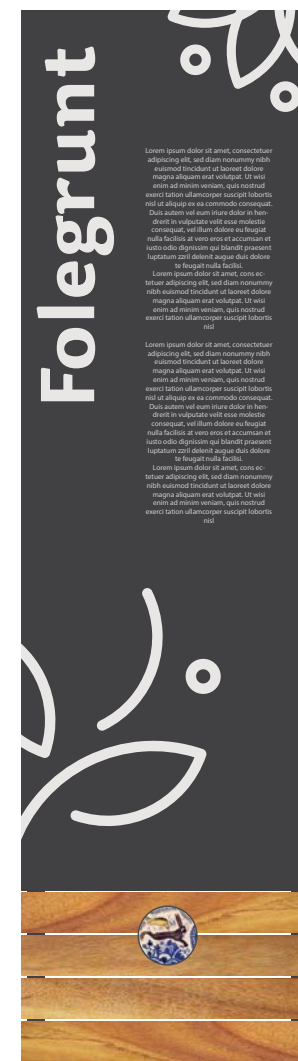 Folegrunt
Lorem ipsum dolor sit amet, consectetuer
adipiscing elit, sed diam nonummy nibh
euismod tincidunt ut laoreet dolore
magna aliquam erat volutpat. Ut wisi
enim ad minim veniam, quis nostrud
exerci tation ullamcorper suscipit lobortis
nisl ut aliquip ex ea commodo consequat.
Duis autem vel eum iriure dolor in hen-
drerit in vulputate velit esse molestie
consequat, vel illum dolore eu feugiat
nulla facilisis at vero eros et accumsan et
iusto odio dignissim qui blandit praesent
luptatum zzril delenit augue duis dolore
te feugait nulla facilisi.
Lorem ipsum dolor sit amet, cons ec-
tetuer adipiscing elit, sed diam nonummy
nibh euismod tincidunt ut laoreet dolore
magna aliquam erat volutpat. Ut wisi
enim ad minim veniam, quis nostrud
exerci tation ullamcorper suscipit lobortis
nisl
Lorem ipsum dolor sit amet, consectetuer
adipiscing elit, sed diam nonummy nibh
euismod tincidunt ut laoreet dolore
magna aliquam erat volutpat. Ut wisi
enim ad minim veniam, quis nostrud
exerci tation ullamcorper suscipit lobortis
nisl ut aliquip ex ea commodo consequat.
Duis autem vel eum iriure dolor in hen-
drerit in vulputate velit esse molestie
consequat, vel illum dolore eu feugiat
nulla facilisis at vero eros et accumsan et
iusto odio dignissim qui blandit praesent
luptatum zzril delenit augue duis dolore
te feugait nulla facilisi.
Lorem ipsum dolor sit amet, cons ec-
tetuer adipiscing elit, sed diam nonummy
nibh euismod tincidunt ut laoreet dolore
magna aliquam erat volutpat. Ut wisi
enim ad minim veniam, quis nostrud
exerci tation ullamcorper suscipit lobortis
nisl